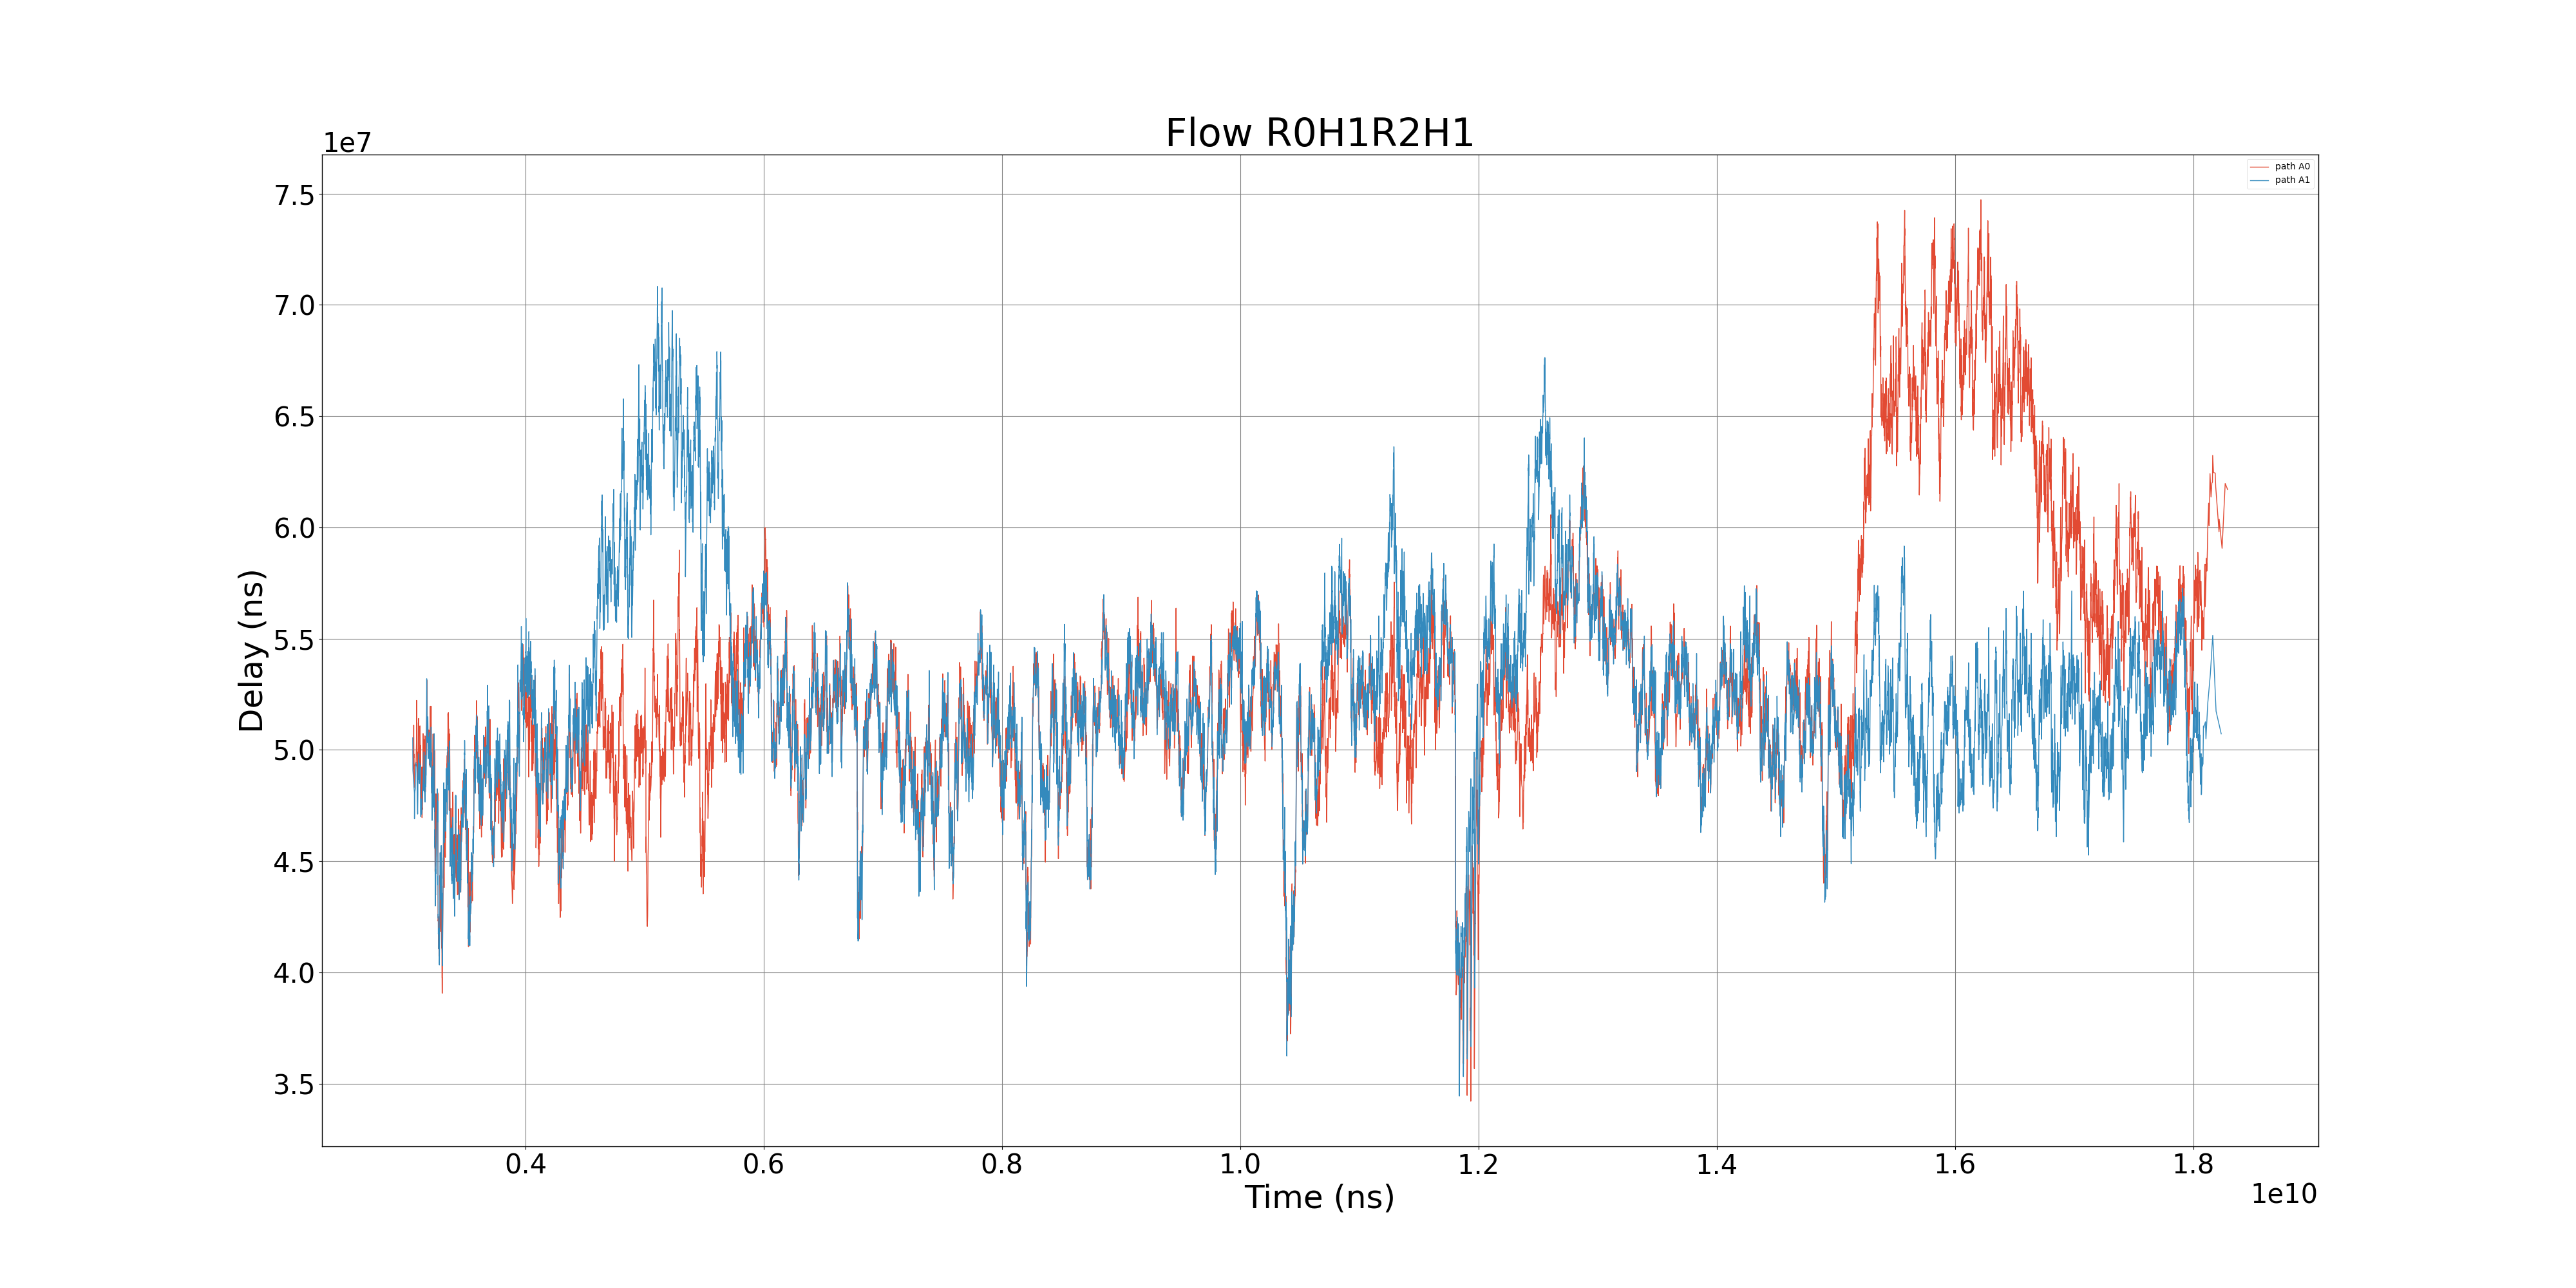 Flow R0H1R2H1
1e7
path A0
path A1
7.5
7.0
6.5
6.0
5.5
5.0
4.5
4.0
3.5
Delay (ns)
0.4 0.6 0.8 1.0 1.2 1.4 1.6 1.8
Time (ns)
1e10